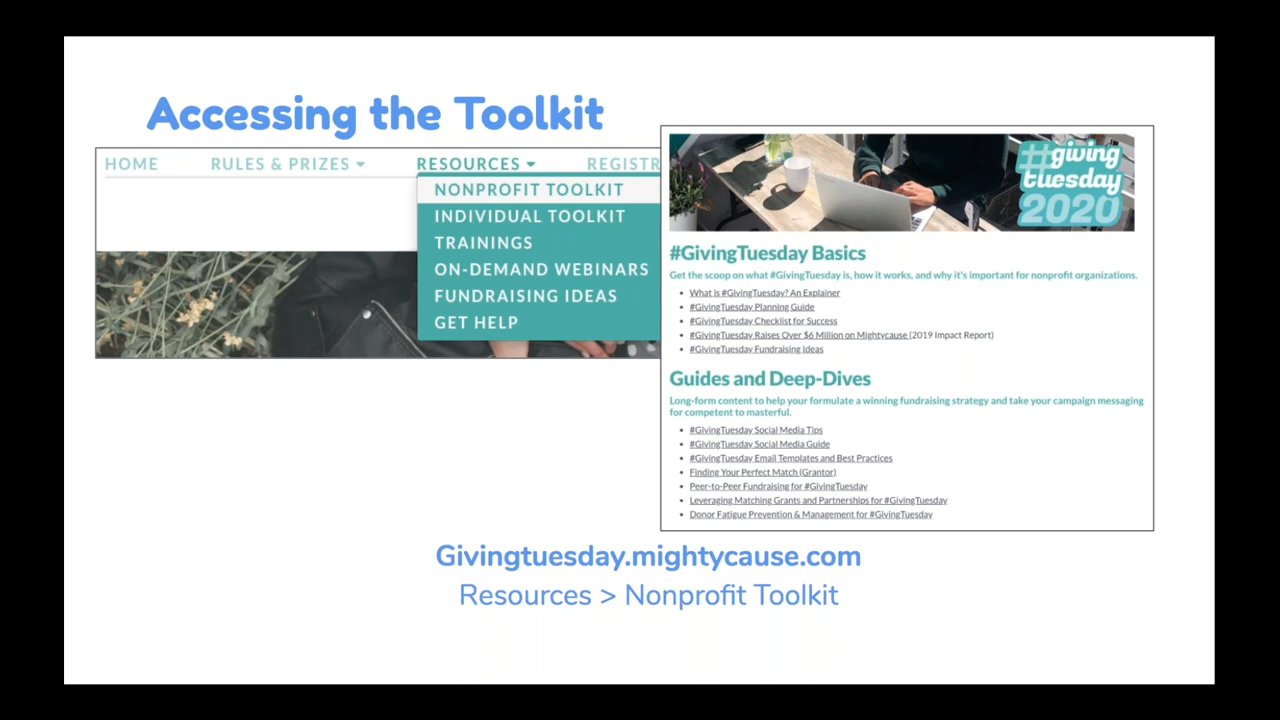 Accessing the Toolkit
HOME
RULES & PRIZES
RESOURCES
REGISTR
NONPROFIT TOOLKIT
INDIVIDUAL TOOLKIT
TRAININGS
ON-DEMAND WEBINARS
FUNDRAISING IDEAS
GET HELP
#giving
tuesday
2020
#GivingTuesday Basics
Get the scoop on what #GivingTuesday is, how it works, and why it's important for nonprofit organizations.
What is #GivingTuesday? An Explainer
#GivingTuesday Planning Guide
#GivingTuesday Checklist for Success
#GivingTuesday Raises Over $6 Million on Mightycause (2019 Impact Report)
#GivingTuesday Fundraising Ideas
Guides and Deep-Dives
Long-form content to help your formulate a winning fundraising strategy and take your campaign messaging
for competent to masterful.
#GivingTuesday Social Media Tips
#GivingTuesday Social Media Guide
#GivingTuesday Email Templates and Best Practices
Finding Your Perfect Match (Grantor)
Peer-to-Peer Fundraising for #GivingTuesday
Leveraging Matching Grants and Partnerships for #GivingTuesday
Donor Fatigue Prevention & Management for #GivingTuesday
Givingtuesday.mightycause.com
Resources > Nonprofit Toolkit